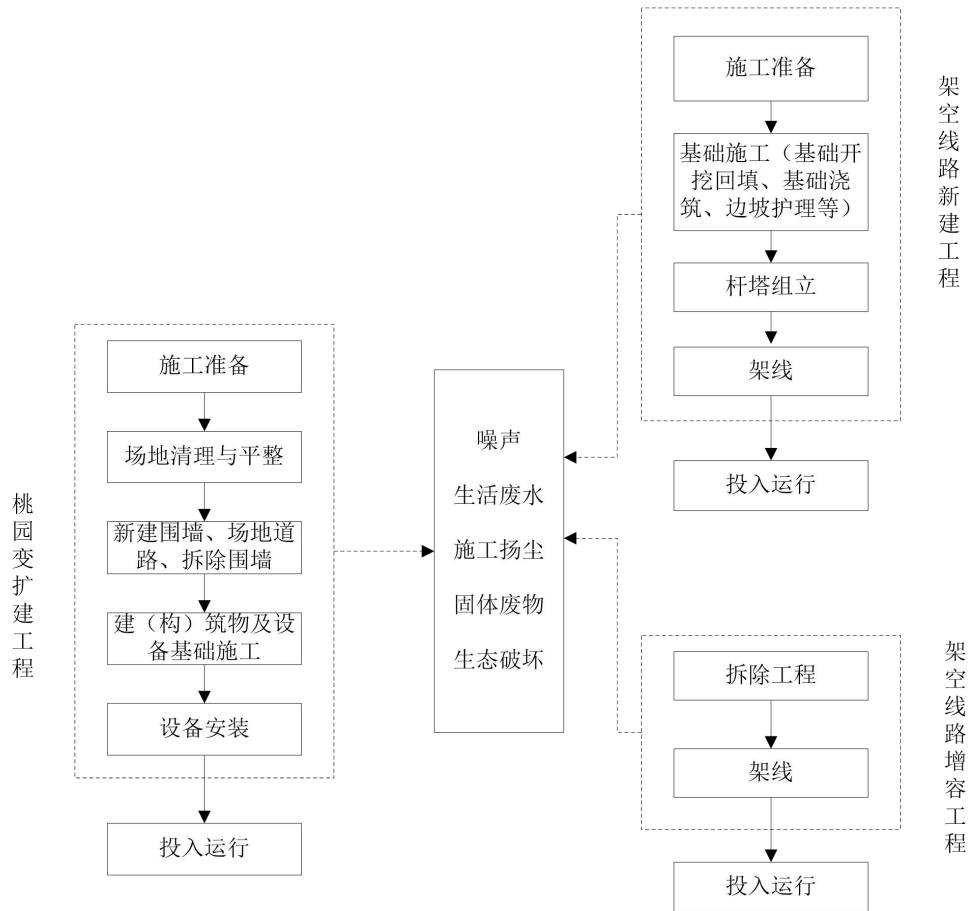 桃园变扩建工程
施工准备
场地清理与平整
新建围墙、场地道
路、拆除围墙
建（构）筑物及设
备基础施工
设备安装
投入运行
噪声
生活废水
施工扬尘
固体废物
生态破坏
施工准备
基础施工（基础开
挖回填、基础浇
筑、边坡护理等）
杆塔组立
架线
投入运行
架空线路新建工程
拆除工程
架线
投入运行
架空线路增容工程